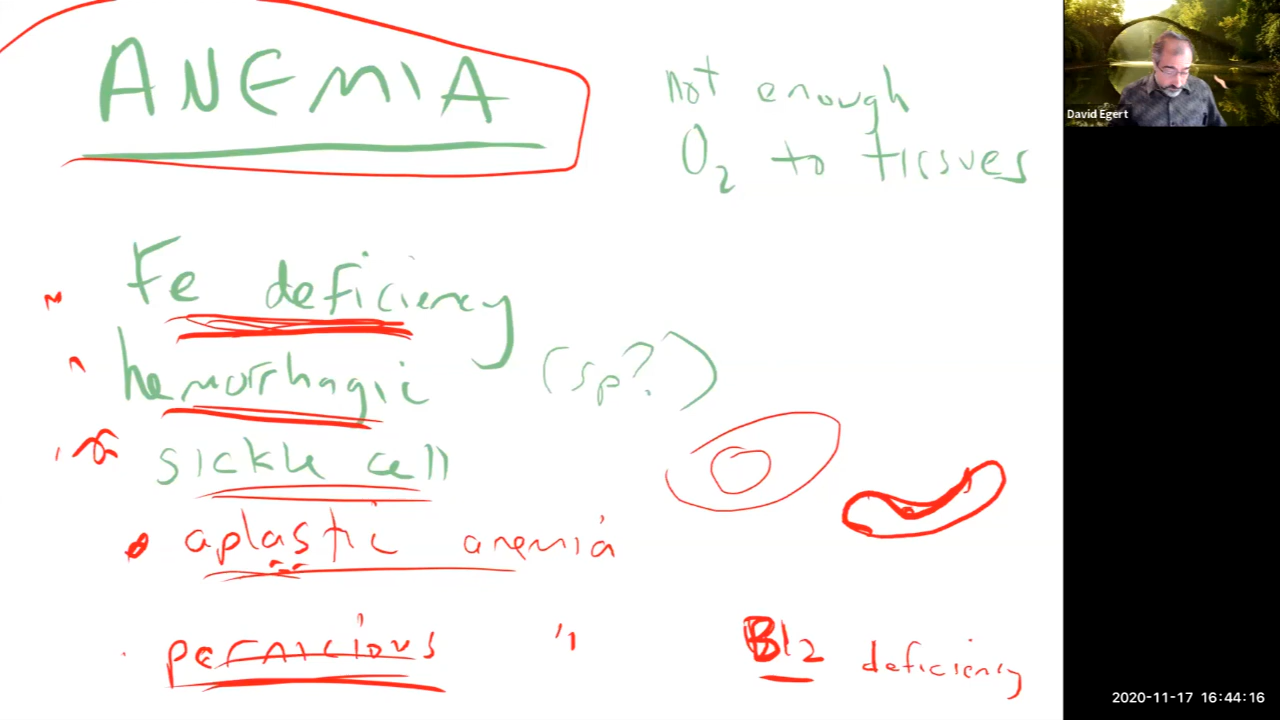 ANEMIA
not enough
O2 to tissues
Fe deficiency
hemorrhagic (sp?)
sickle cell
aplastic anemia
pernicious " B12 deficiency
David Egert
2020-11-17 16:44:16